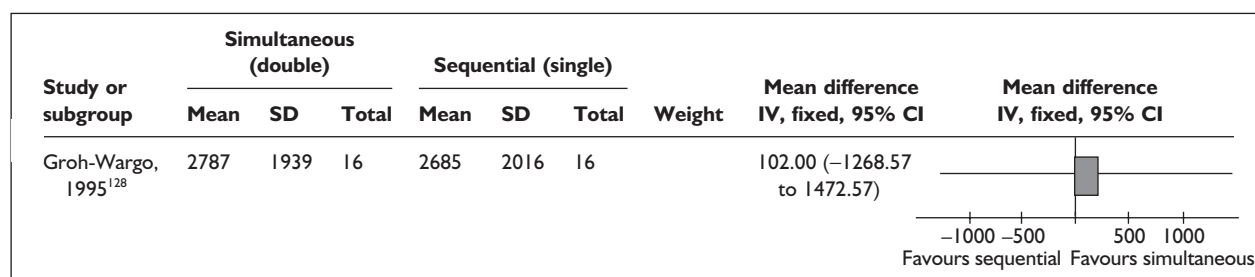 Simultaneous
(double)
Sequential (single)
Study or
subgroup
Mean SD Total Mean SD Total Weight
Mean difference
IV, fixed, 95% CI
Mean difference
IV, fixed, 95% CI
Groh-Wargo,
1995128
2787 1939 16 2685 2016 16
102.00 (–1268.57
to 1472.57)
–1000 –500 500 1000
Favours sequential Favours simultaneous